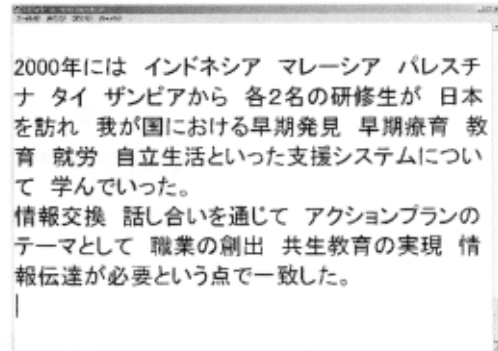 2000年には　インドネシア　マレーシア　パレスチ
ナ　タイ　ザンビアから　各2名の研修生が　日本
を訪れ　我が国における早期発見　早期療育　教
育　就労　自立生活といった支援システムについ
て　学んでいった。
情報交換　話し合いを通じて　アクションプランの
テーマとして　職業の創出　共生教育の実現　情
報伝達が必要という点で一致した。